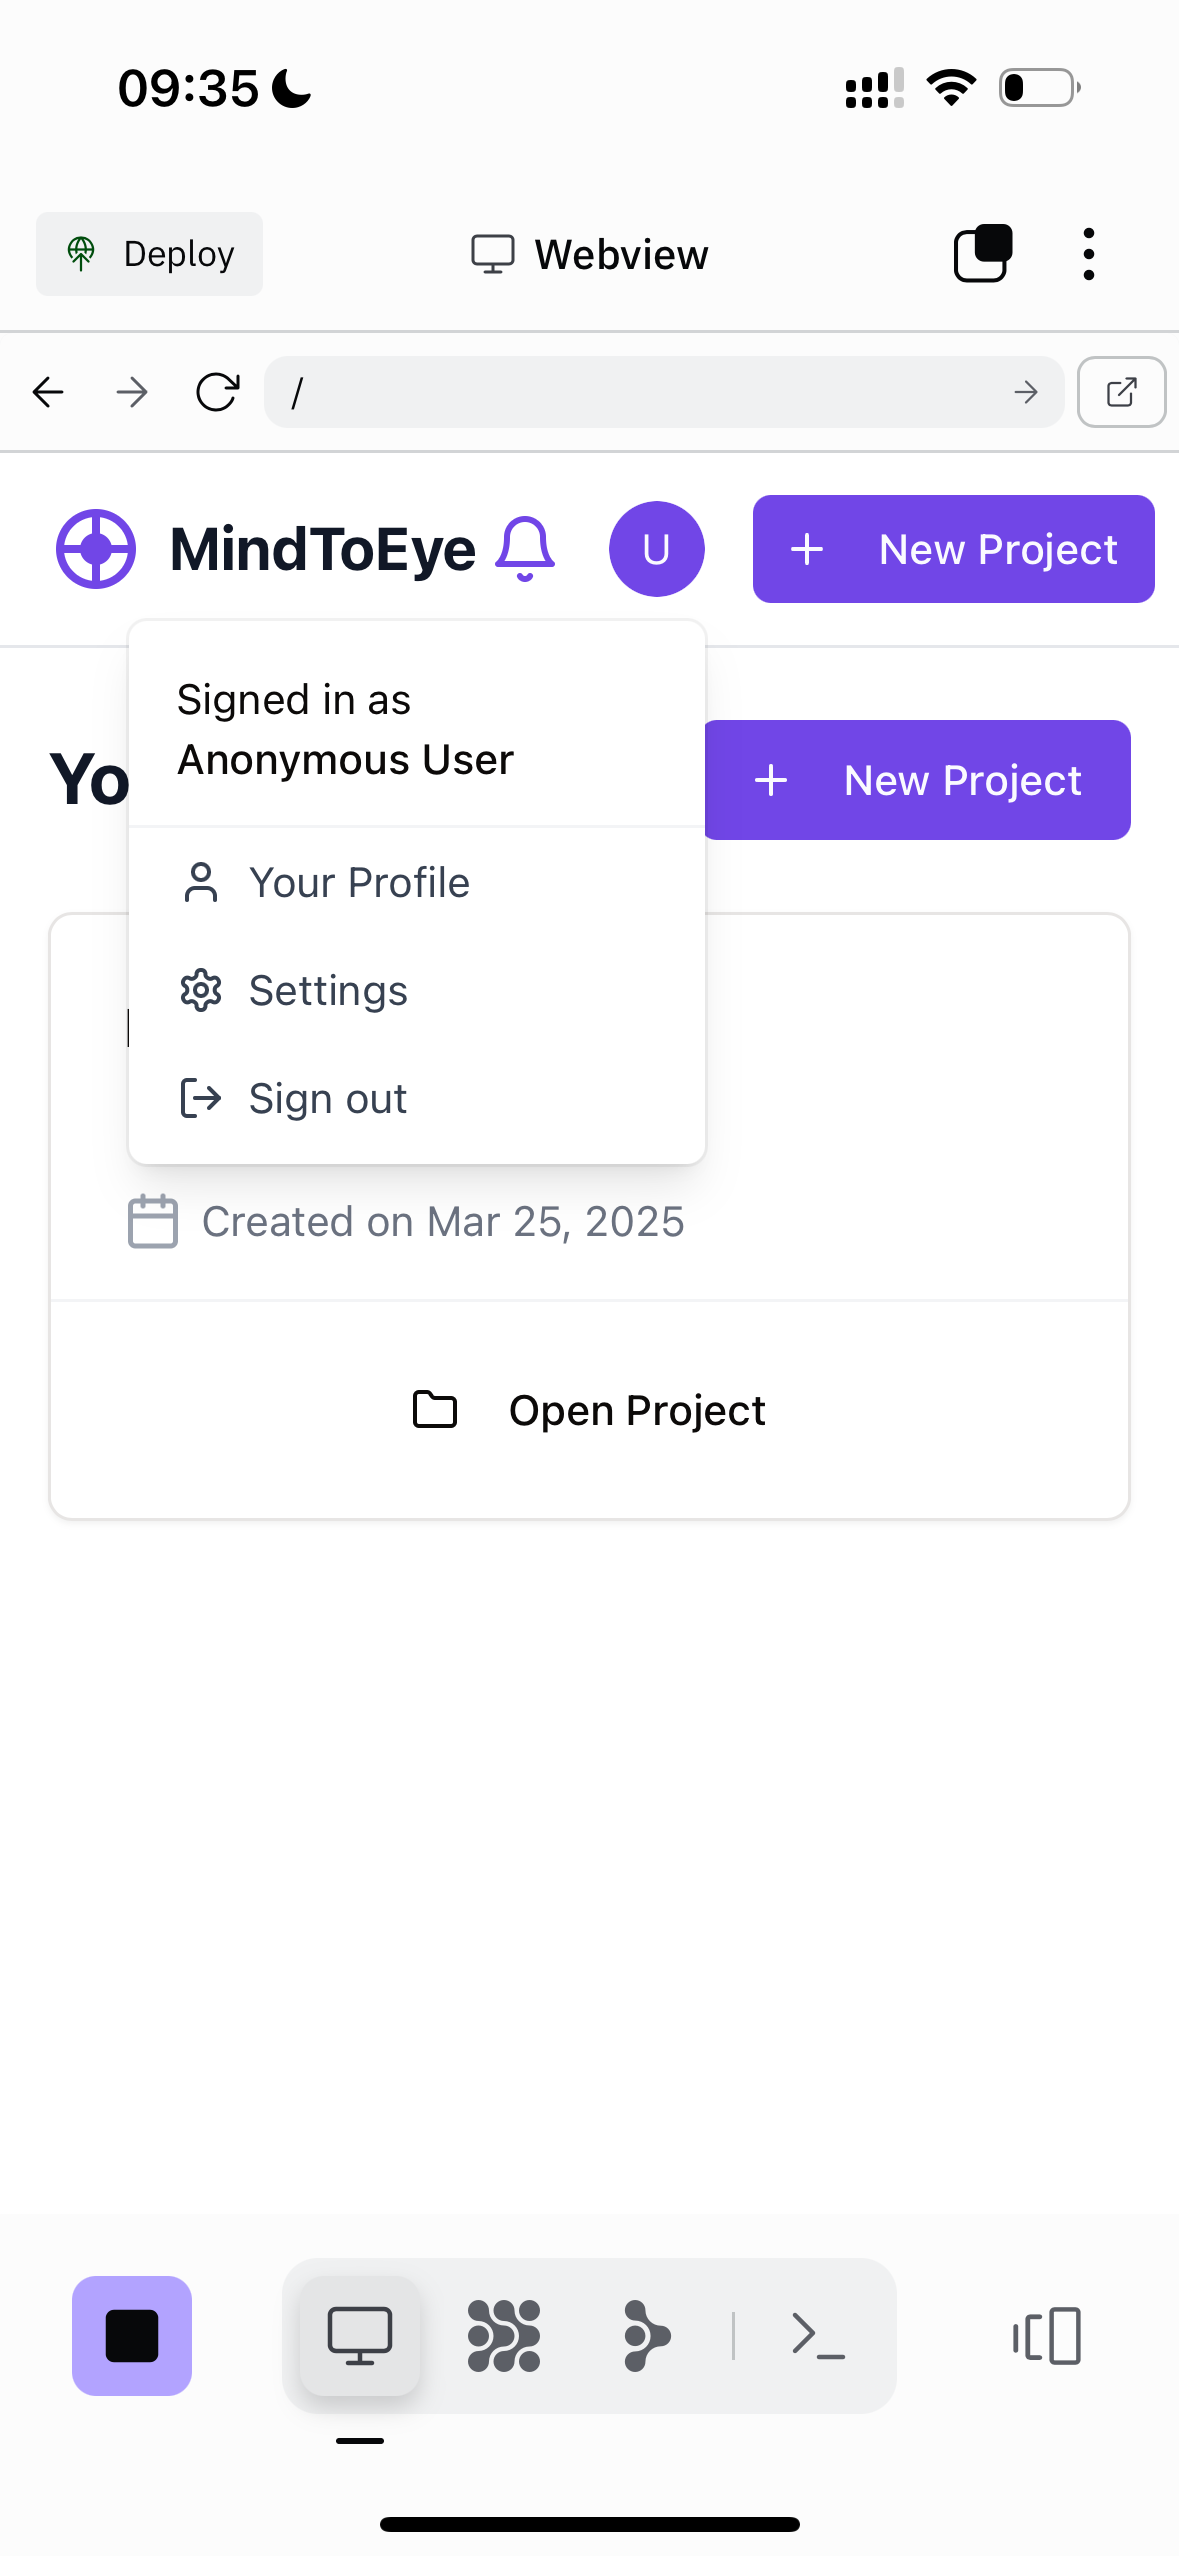 09:35
Deploy
Webview
/
MindToEye
U
New Project
Signed in as
Anonymous User
Yo
New Project
Your Profile
Settings
Sign out
Created on Mar 25, 2025
Open Project